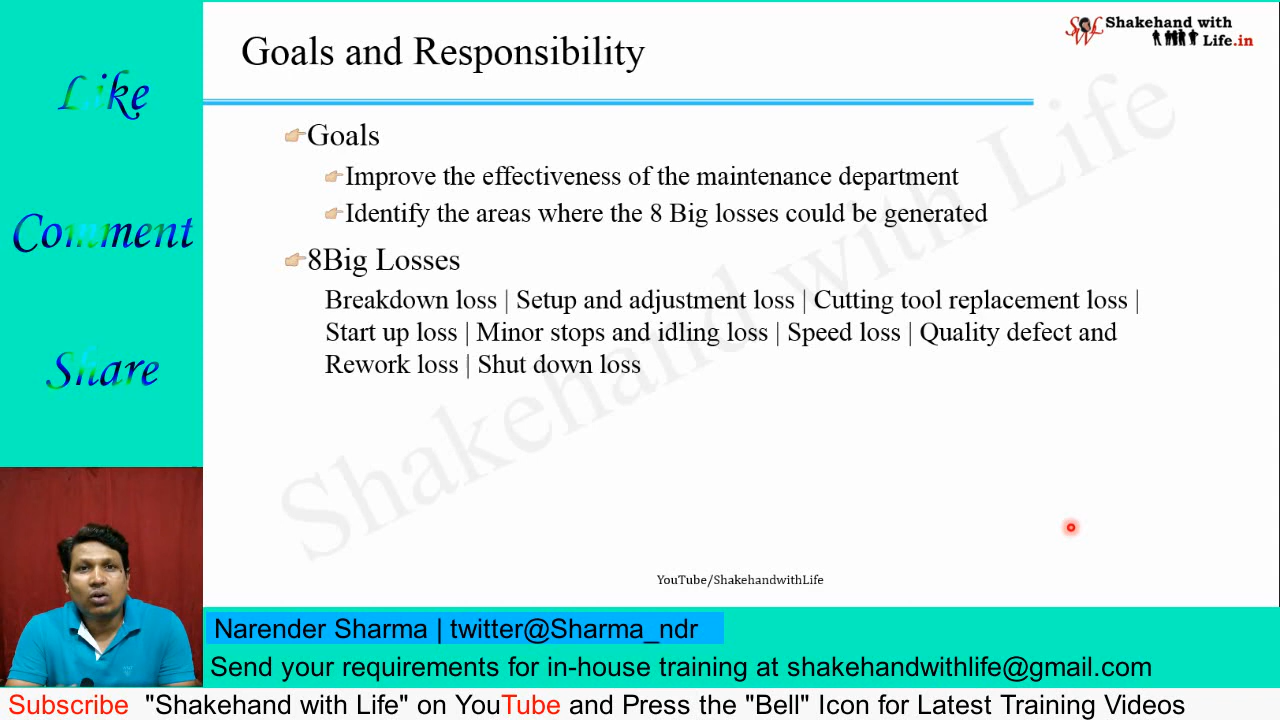 Like
Comment
Share
Goals and Responsibility
SWL
Shakehand with
Life.in
Goals
Improve the effectiveness of the maintenance department
Identify the areas where the 8 Big losses could be generated
8Big Losses
Breakdown loss | Setup and adjustment loss | Cutting tool replacement loss |
Start up loss | Minor stops and idling loss | Speed loss | Quality defect and
Rework loss | Shut down loss
Shakehand with Life
YouTube/ShakehandwithLife
Narender Sharma | twitter@Sharma_ndr
Send your requirements for in-house training at shakehandwithlife@gmail.com
Subscribe "Shakehand with Life" on YouTube and Press the "Bell" Icon for Latest Training Videos